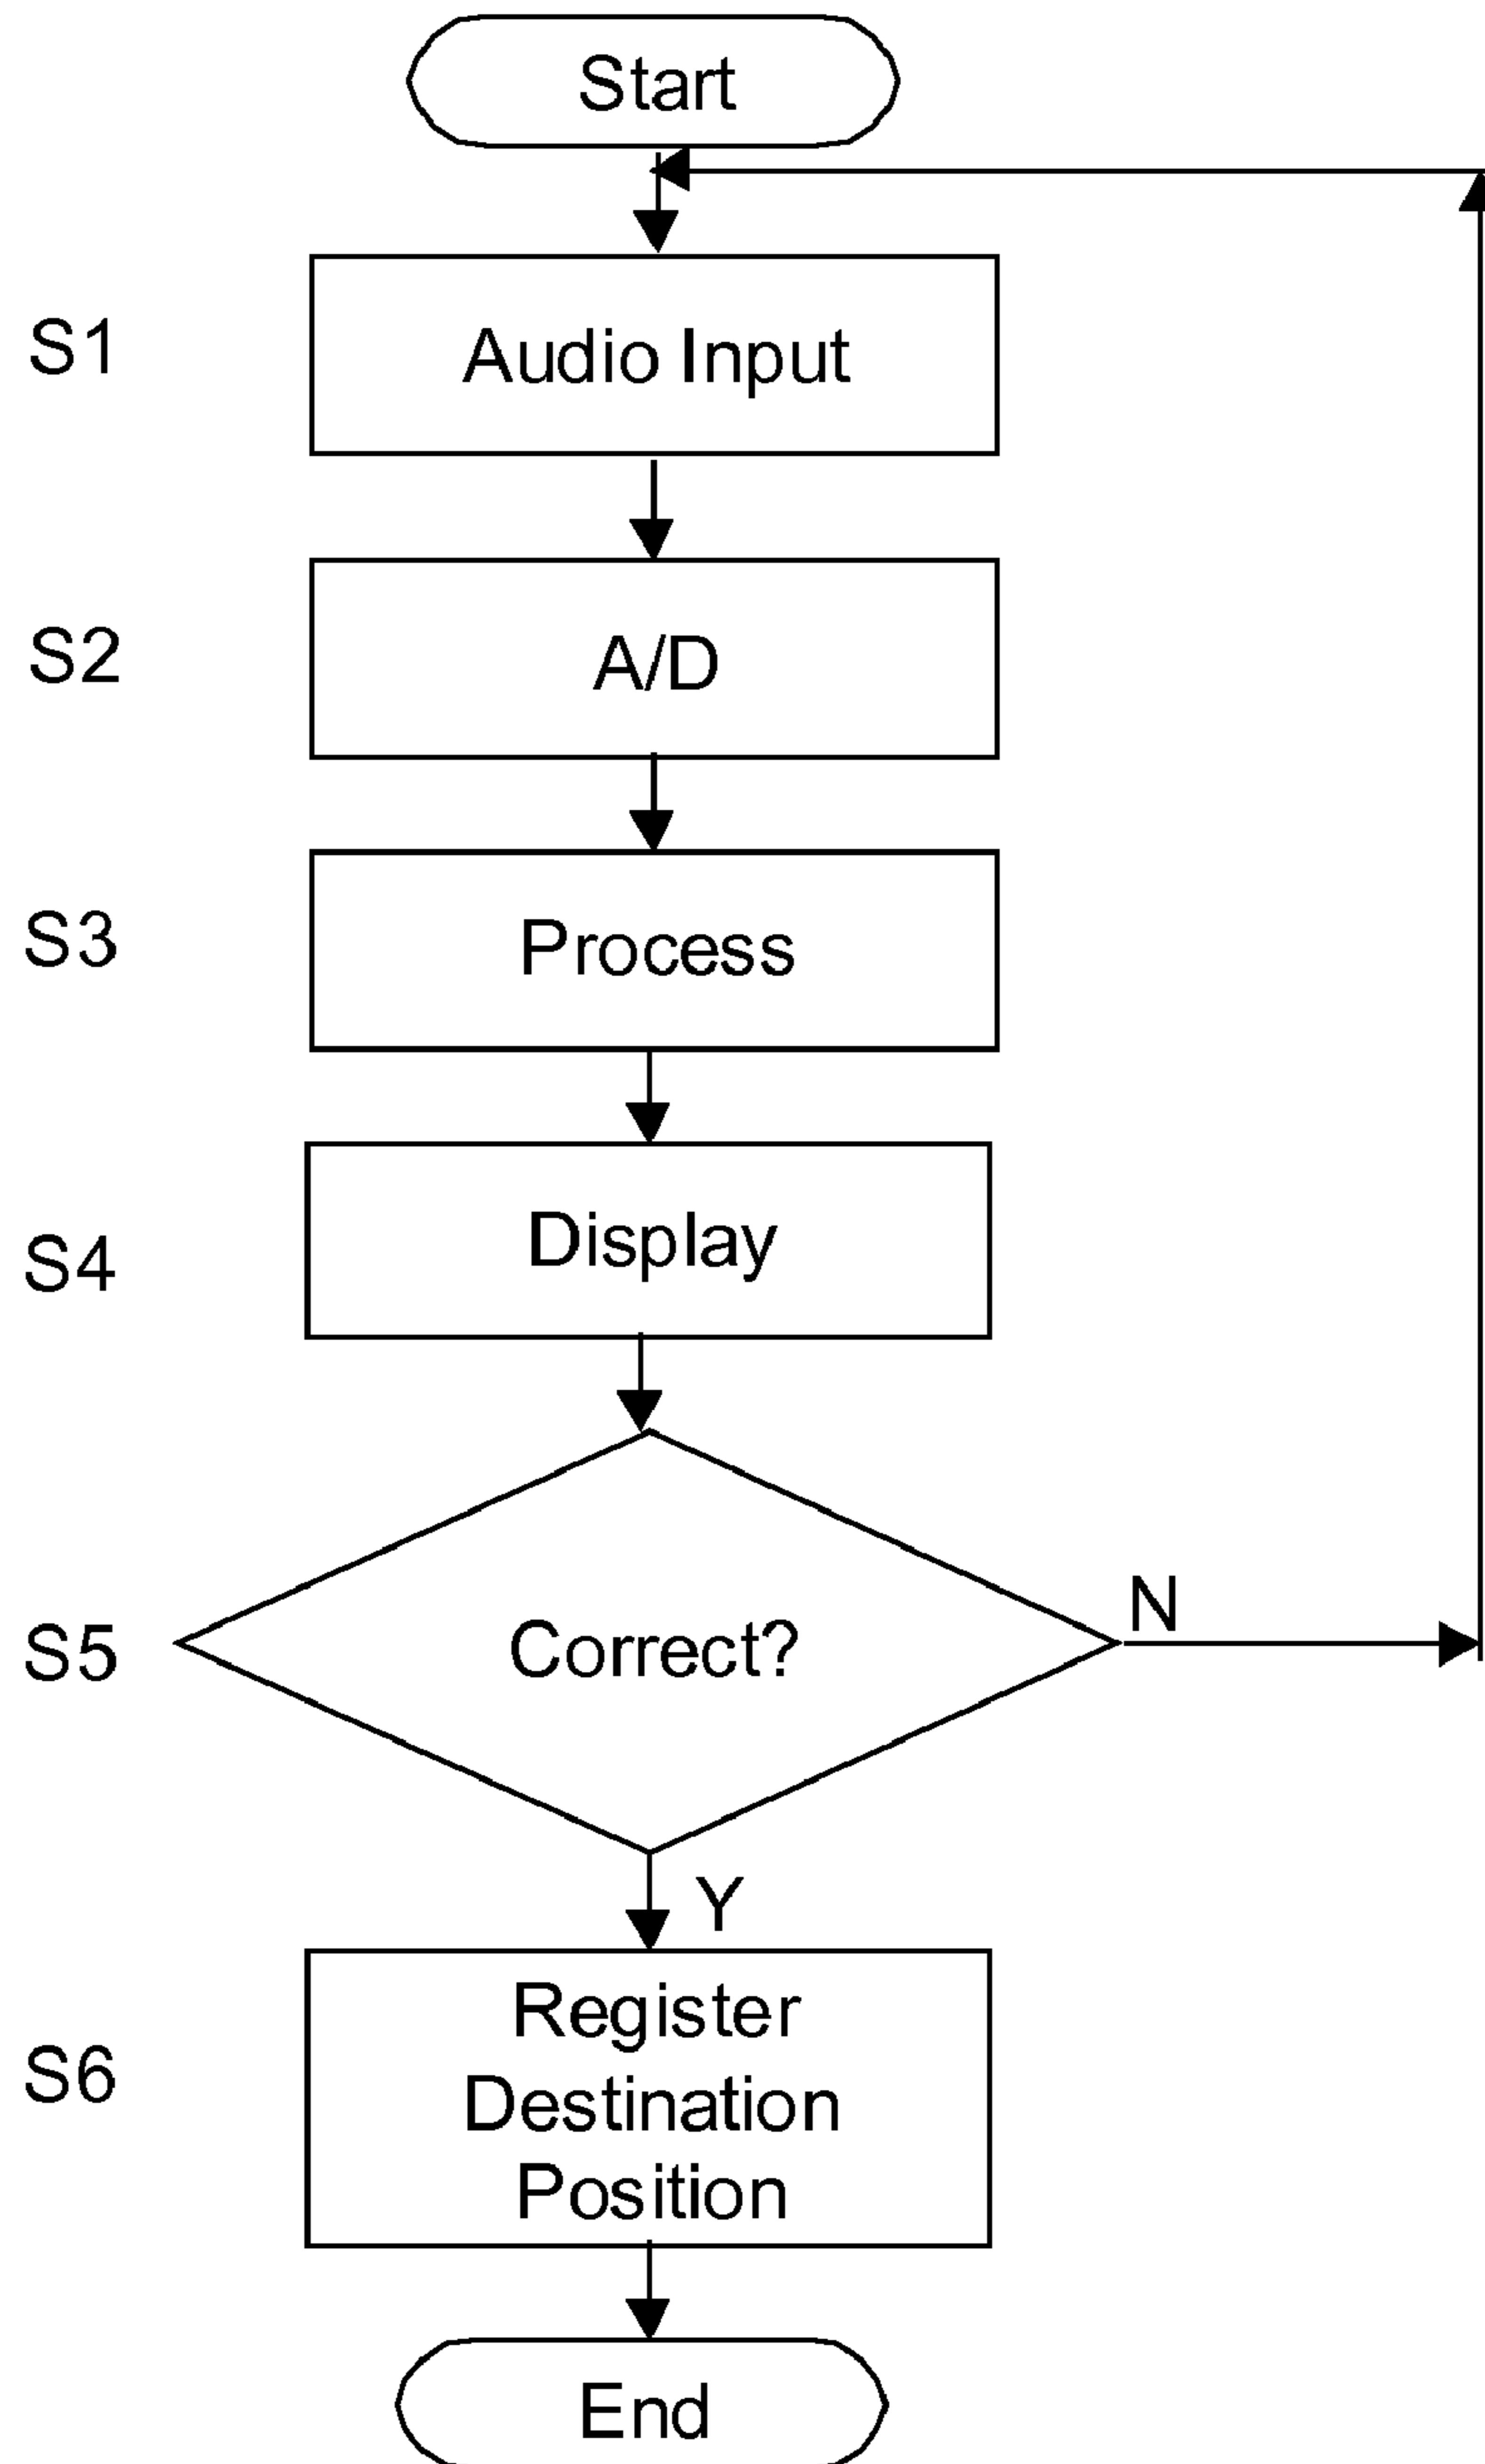 Start
S1
Audio Input
S2
A/D
S3
Process
S4
Display
S5
Correct?
N
Y
S6
Register
Destination
Position
End